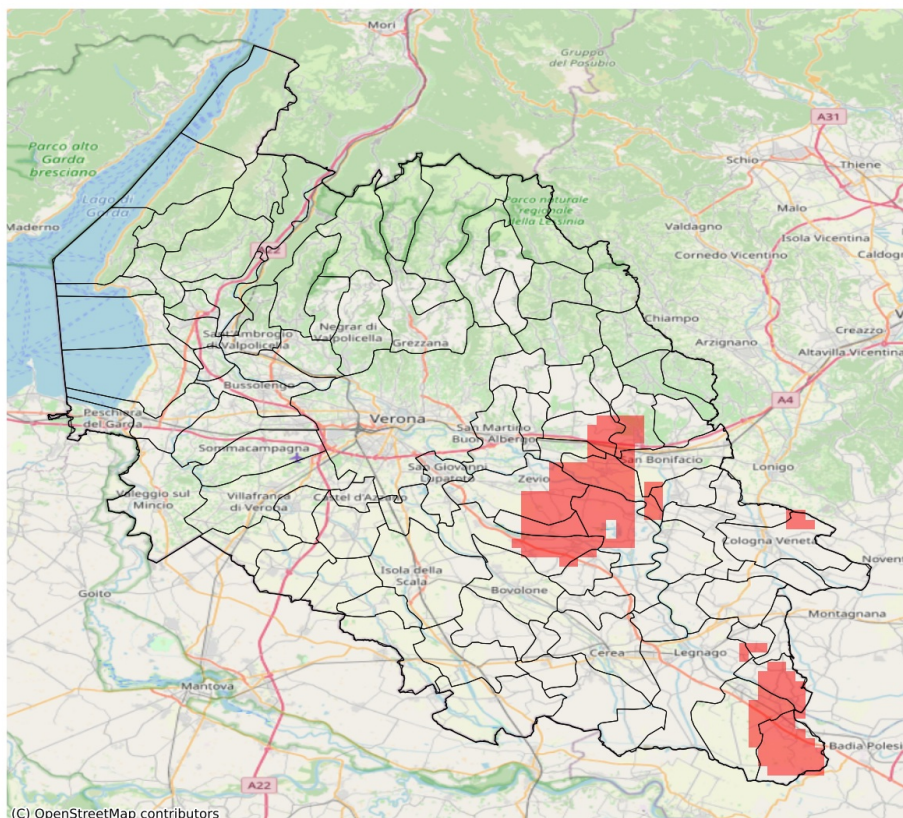 Mori
Gruppo
del Pasubio
A31
Parco alto
Garda
bresciano
Schio
Thiene
Lago di
Garda
Parco naturale
regionale
della Lessinia
Malo
Maderno
Valdagno
Isola Vicentina
Cornedo Vicentino
Caldogn
A22
Chiampo
Sant'Ambrogio
di Valpolicella
Negrar di
Valpolicella
Grezzana
Arzignano
Creazzo
Altavilla Vicentina
Bussolengo
A4
Peschiera
del Garda
Verona
San Martino
Buon Albergo
Sommacampagna
San Giovanni
Lupatoto
Zevio
San Bonifacio
Lonigo
Valeggio sul
Mincio
Villafranca
di Verona
Castel d'Azzano
Cologna Veneta
Isola della
Scala
Noven
Goito
Bovolone
Montagnana
Cerea
Legnago
Mantova
Badia Polesi
A22
(C) OpenStreetMap contributors